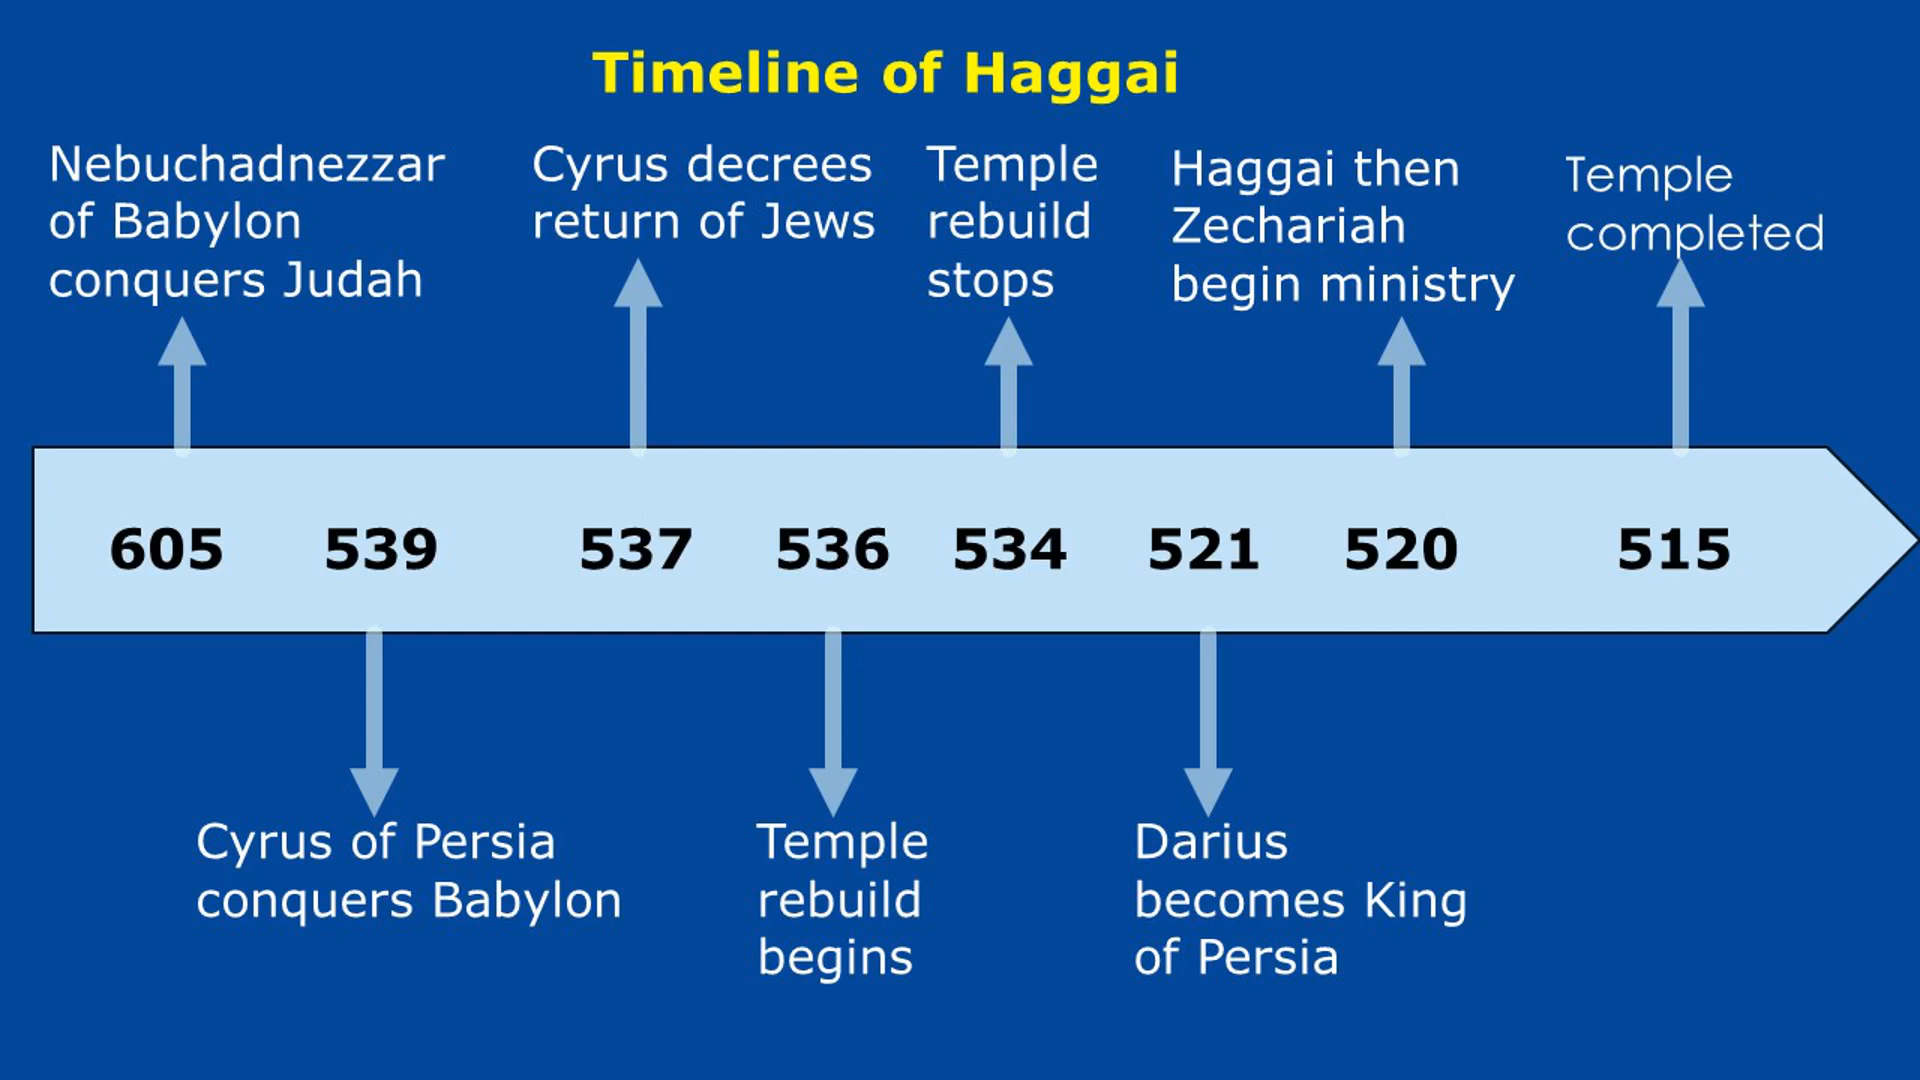 Timeline of Haggai
Nebuchadnezzar
of Babylon
conquers Judah
Cyrus decrees
return of Jews
Temple
rebuild
stops
Haggai then
Zechariah
begin ministry
Temple
completed
605 539 537 536 534 521 520 515
Cyrus of Persia
conquers Babylon
Temple
rebuild
begins
Darius
becomes King
of Persia